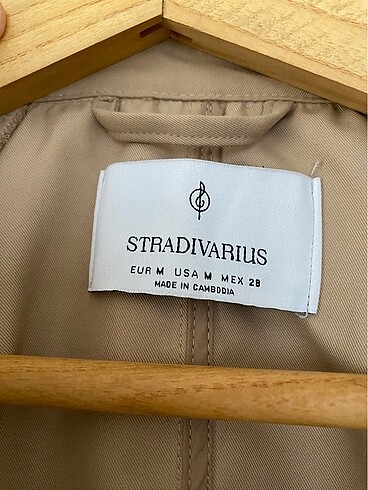 STRADIVARIUS
EUR M USA M MEX 28
MADE IN CAMBODIA